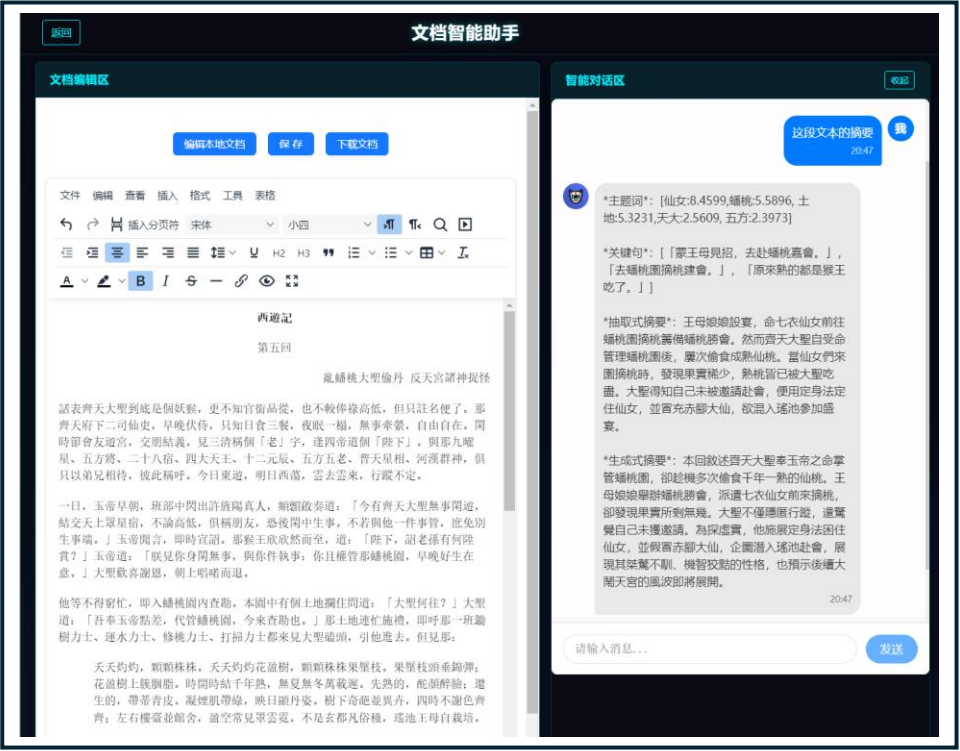 返回
文档智能助手
文档编辑区
编辑本地文档
保 存
下载文档
文件 编辑 查看 插入 格式 工具 表格
插入分页符 宋体 小四
H2 H3
A B I S
西遊記
第五回
亂蟠桃大聖偷丹 反天宮諸神捉怪
話表齊天大聖到底是個妖猴，更不知官銜品從，也不較俸祿高低，但只註名便了。那
齊天府下二司仙吏，早晚伏侍，只知日食三餐，夜眠一榻，無事牽縈，自由自在。閑
時節會友遊宮，交朋結義。見三清稱個「老」字，逢四帝道個「陛下」。與那九曜
星、五方將、二十八宿、四大天王、十二元辰、五方五老、普天星相、河漢群神，俱
只以弟兄相待，彼此稱呼。今日東遊，明日西蕩，雲去雲來，行蹤不定。
一日，玉帝早朝，班部中閃出許旌陽真人，頫顖啟奏道：「今有齊天大聖無事閑遊，
結交天上眾星宿，不論高低，俱稱朋友，恐後閑中生事。不若與他一件事管，庶免別
生事端。」玉帝聞言，即時宣詔。那猴王欣欣然而至，道：「陛下，詔老孫有何陞
賞？」玉帝道：「朕見你身閑無事，與你件執事：你且權管那蟠桃園，早晚好生在
意。」大聖歡喜謝恩，朝上唱喏而退。
他等不得窮忙，即入蟠桃園內查勘。本園中有個土地攔住問道：「大聖何往？」大聖
道：「吾奉玉帝點差，代管蟠桃園，今來查勘也。」那土地連忙施禮，即呼那一班鋤
樹力士、運水力士、修桃力士、打掃力士都來見大聖磕頭，引他進去。但見那：
夭夭灼灼，顆顆株株。夭夭灼灼花盈樹，顆顆株株果壓枝。果壓枝頭垂錦彈；
花盈樹上簇胭脂。時開時結千年熟，無夏無冬萬載遲。先熟的，酡顏醉臉；還
生的，帶蒂青皮。凝煙肌帶綠，映日顯丹姿。樹下奇葩並異卉，四時不謝色齊
齊；左右樓臺並館舍，盈空常見罩雲霓。不是玄都凡俗種，瑤池王母自栽培。
智能对话区
收起
这段文本的摘要
20:47
我
*主题词*：[仙女:8.4599,蟠桃:5.5896, 土
地:5.3231,天大:2.5609, 五方:2.3973]
*关键句*：[「蒙王母見招，去赴蟠桃嘉會。」,
「去蟠桃園摘桃建會。」, 「原來熟的都是猴王
吃了。」]
*抽取式摘要*：王母娘娘設宴，命七衣仙女前往
蟠桃園摘桃籌備蟠桃勝會。然而齊天大聖自受命
管理蟠桃園後，屢次偷食成熟仙桃。當仙女們來
園摘桃時，發現果實稀少，熟桃皆已被大聖吃
盡。大聖得知自己未被邀請赴會，便用定身法定
住仙女，並冒充赤腳大仙，欲混入瑤池參加盛
宴。
*生成式摘要*：本回敘述齊天大聖奉玉帝之命掌
管蟠桃園，卻趁機多次偷食千年一熟的仙桃。王
母娘娘舉辦蟠桃勝會，派遣七衣仙女前來摘桃，
卻發現果實所剩無幾。大聖不僅隱匿行蹤，還驚
覺自己未獲邀請。為探虛實，他施展定身法困住
仙女，並假冒赤腳大仙，企圖潛入瑤池赴會，展
現其桀驁不馴、機智狡黠的性格，也預示後續大
鬧天宮的風波即將展開。
20:47
请输入消息...
发送